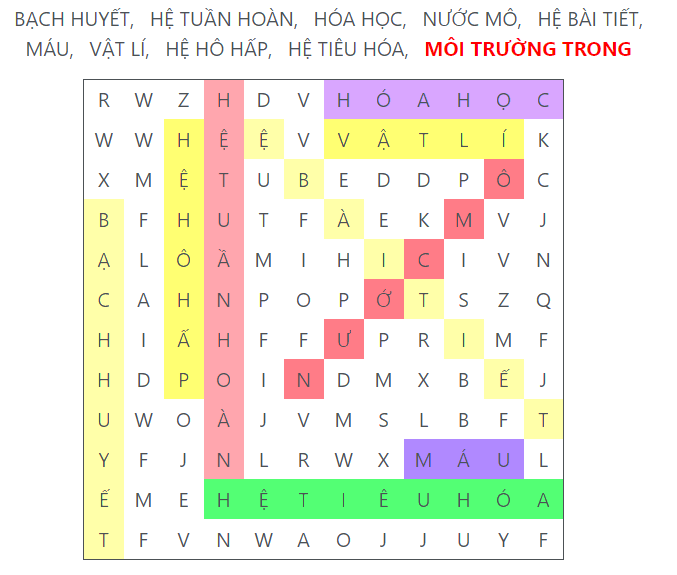 BẠCH HUYẾT, HỆ TUẦN HOÀN, HÓA HỌC, NƯỚC MÔ, HỆ BÀI TIẾT,
MÁU, VẬT LÍ, HỆ HÔ HẤP, HỆ TIÊU HÓA, MÔI TRƯỜNG TRONG
R W Z H D V H Ó A H Ọ C
W W H Ệ Ệ V V Ậ T L Í K
X M Ệ T U B E D D P Ô C
B F H U T F À E K M V J
Ạ L Ô Ầ M I H I C I V N
C A H N P O P Ớ T S Z Q
H I Ấ H F F Ư P R I M F
H D P O I N D M X B Ế J
U W O À J V M S L B F T
Y F J N L R W X M Á U L
Ế M E H Ệ T I Ê U H Ó A
T F V N W A O J J U Y F